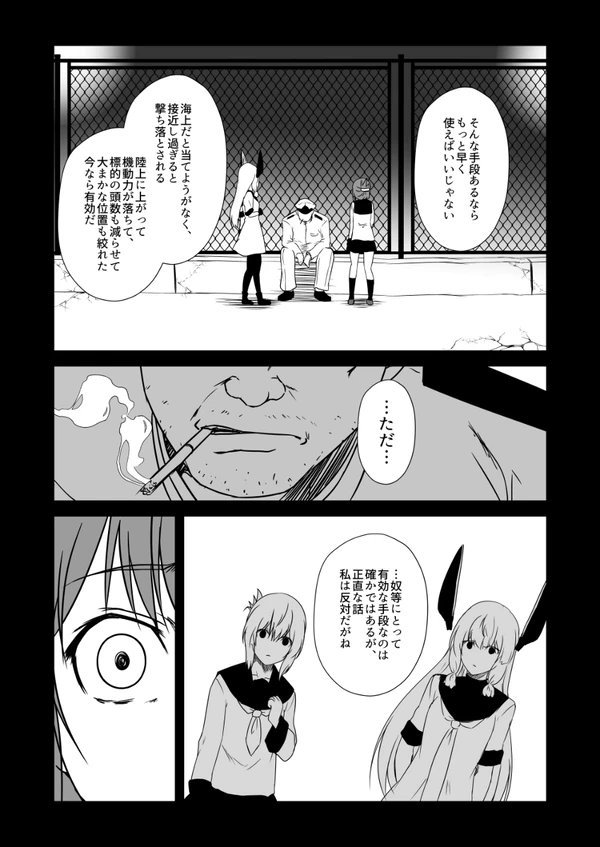 そんな手段あるなら
もっと早く
使えばいいじゃない
海上だと当てようがなく、
接近し過ぎると
撃ち落とされる
陸上に上がって
機動力が落ちて、
標的の頭数も減らせて
大まかな位置も絞れた
今なら有効だ
…ただ…
…奴等にとって
有効な手段なのは
確かではあるが、
正直な話
私は反対だがね